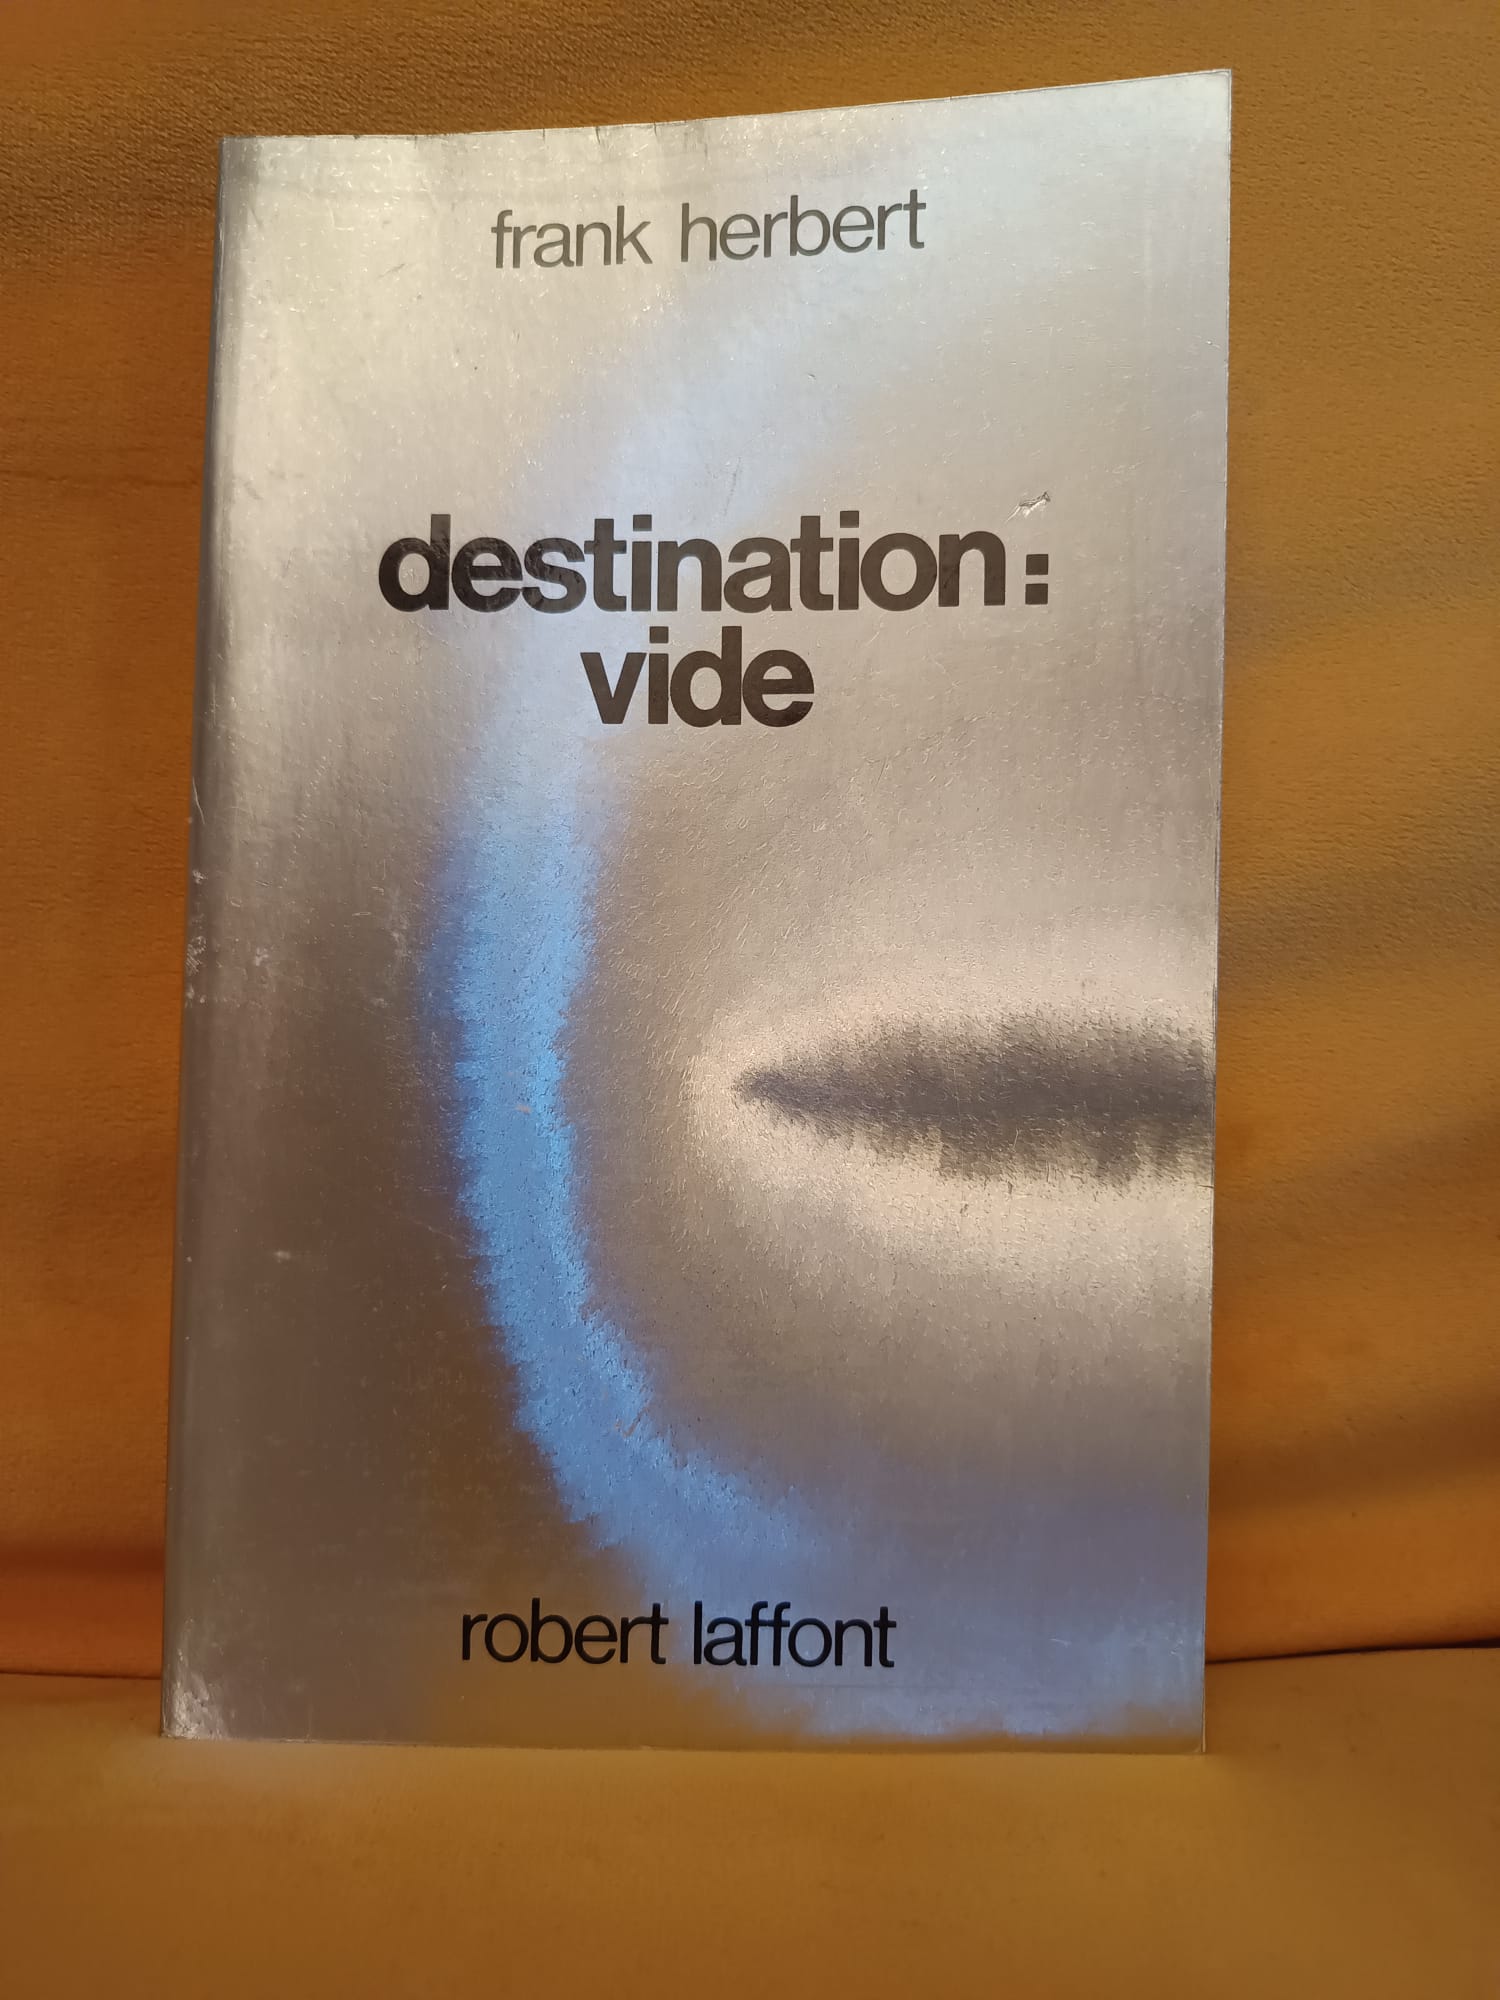 frank herbert
destination:
vide
robert laffont